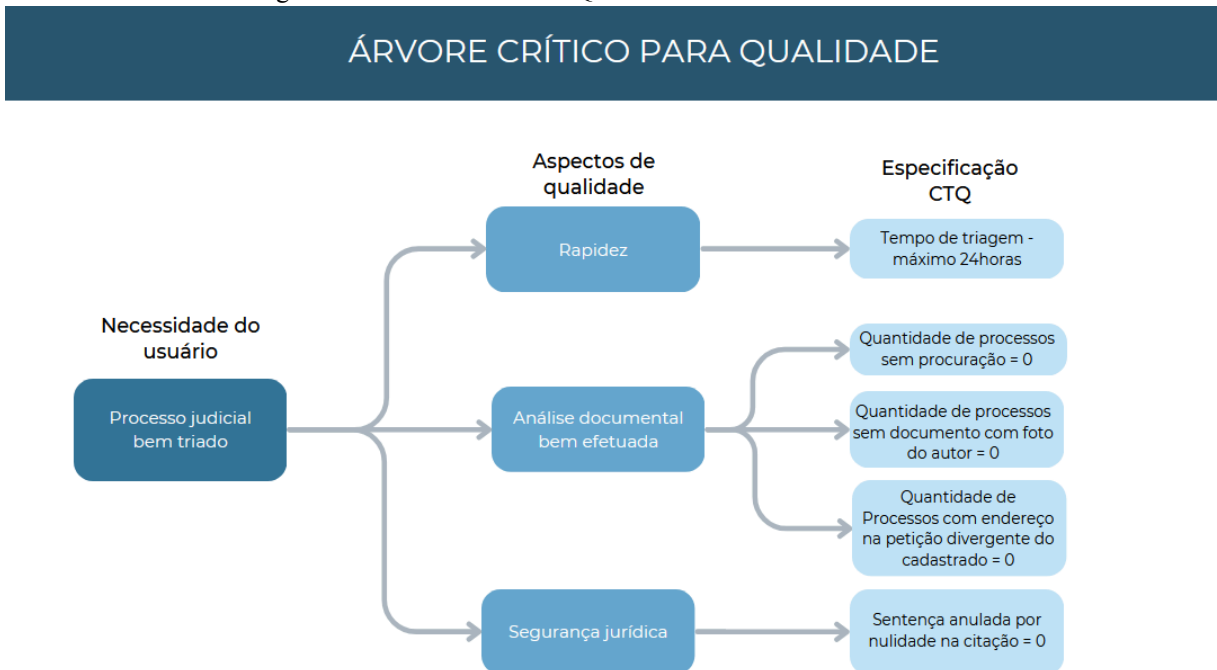 ÁRVORE CRÍTICO PARA QUALIDADE
Necessidade do
usuário
Processo judicial
bem triado
Aspectos de
qualidade
Rapidez
Análise documental
bem efetuada
Segurança jurídica
Especificação
CTQ
Tempo de triagem -
máximo 24horas
Quantidade de processos
sem procuração = 0
Quantidade de processos
sem documento com foto
do autor = 0
Quantidade de
Processos com endereço
na petição divergente do
cadastrado = 0
Sentença anulada por
nulidade na citação = 0